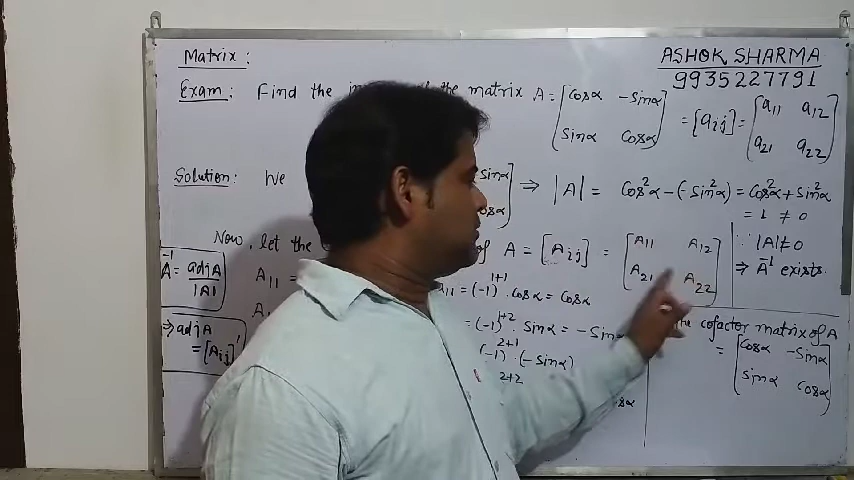 Matrix:
ASHOK SHARMA
9935227791
Exam: Find the the matrix A = [cosα -sinα sinα cosα] = [aij] = [a11 a12 a21 a22]
Solution: We sinα] ⇒ |A| = cos²α - (-sin²α) = cos²α + sin²α
= 1 ≠ 0
Now, let the of A = [Aij] = [A11 A12 A21 A22]
∵ |A| ≠ 0
⇒ A⁻¹ exists.
A⁻¹ = adjA / |A|
A11 = = (-1)¹⁺¹ . cosα = cosα
= (-1)¹⁺² . sinα = -sinα
⇒ adjA = [Aij]'
(-1)²⁺¹ . (-sinα)
2+2
the cofactor matrix of A
= [cosα -sinα sinα cosα]